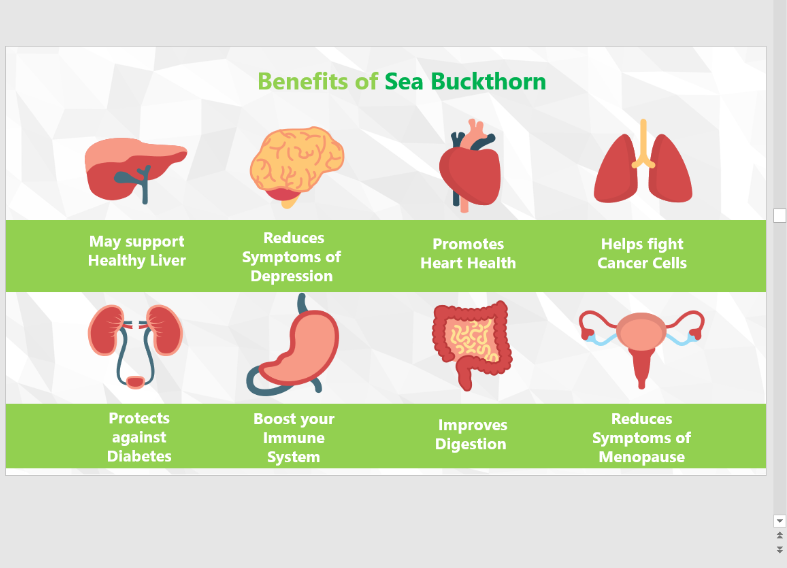 Benefits of Sea Buckthorn
May support
Healthy Liver
Reduces
Symptoms of
Depression
Promotes
Heart Health
Helps fight
Cancer Cells
Protects
against
Diabetes
Boost your
Immune
System
Improves
Digestion
Reduces
Symptoms of
Menopause